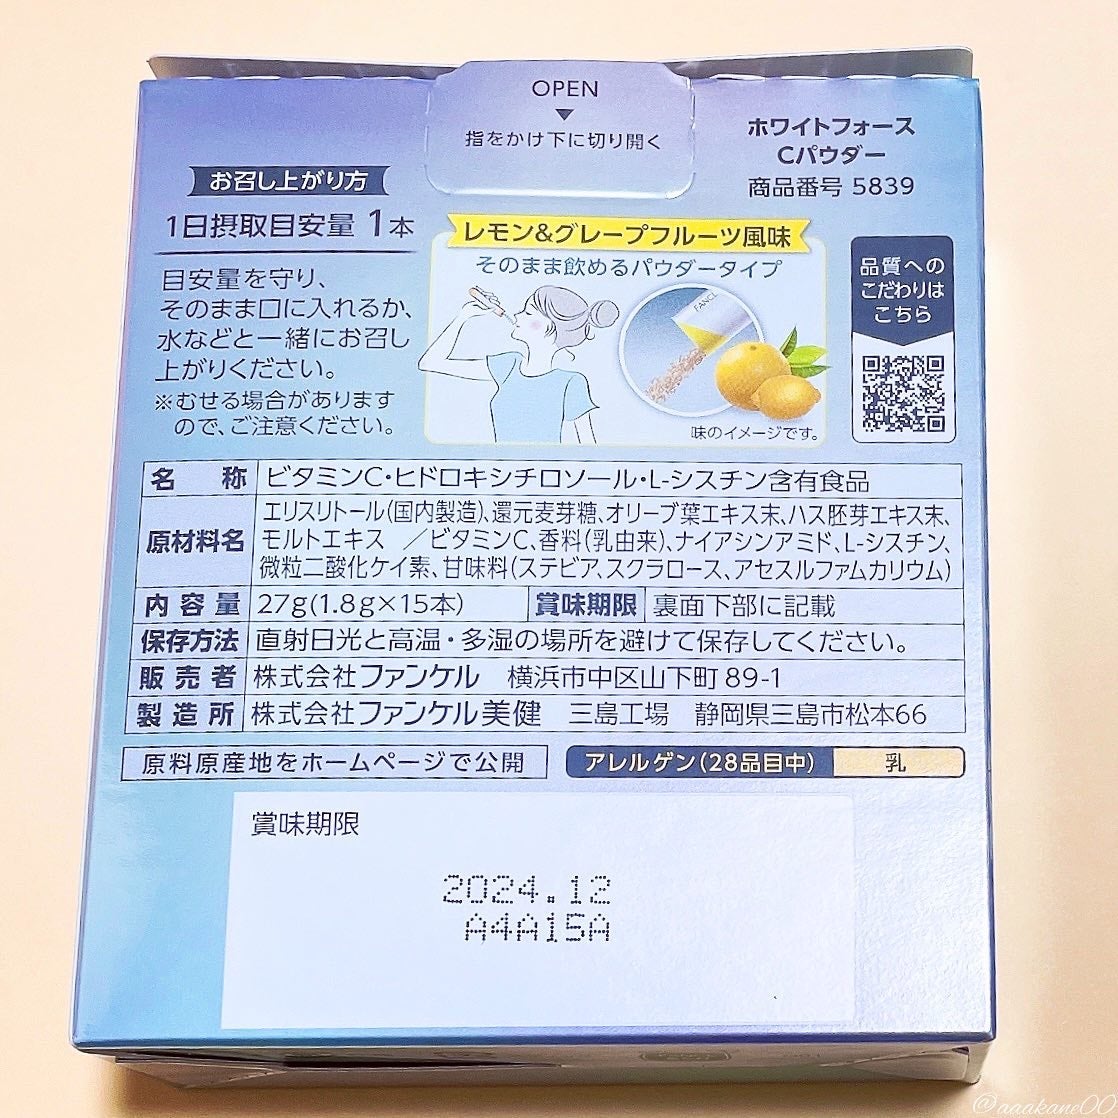 OPEN
▼
指をかけ下に切り開く
ホワイトフォース
Cパウダー
商品番号 5839
お召し上がり方
1日摂取目安量 1本
目安量を守り、
そのまま口に入れるか、
水などと一緒にお召し
上がりください。
※むせる場合があります
ので、ご注意ください。
レモン&グレープフルーツ風味
そのまま飲めるパウダータイプ
FANCL
味のイメージです。
品質への
こだわりは
こちら
名 称 ビタミンC・ヒドロキシチロソール・L-シスチン含有食品
原材料名 エリスリトール(国内製造)、還元麦芽糖、オリーブ葉エキス末、ハス胚芽エキス末、
モルトエキス ／ビタミンC、香料(乳由来)、ナイアシンアミド、L-シスチン、
微粒二酸化ケイ素、甘味料(ステビア、スクラロース、アセスルファムカリウム)
内容量 27g(1.8g×15本) 賞味期限 裏面下部に記載
保存方法 直射日光と高温・多湿の場所を避けて保存してください。
販売者 株式会社ファンケル 横浜市中区山下町 89-1
製造所 株式会社ファンケル美健 三島工場 静岡県三島市松本66
原料原産地をホームページで公開
アレルゲン(28品目中) 乳
賞味期限
2024.12
A4A15A
@aaakane00